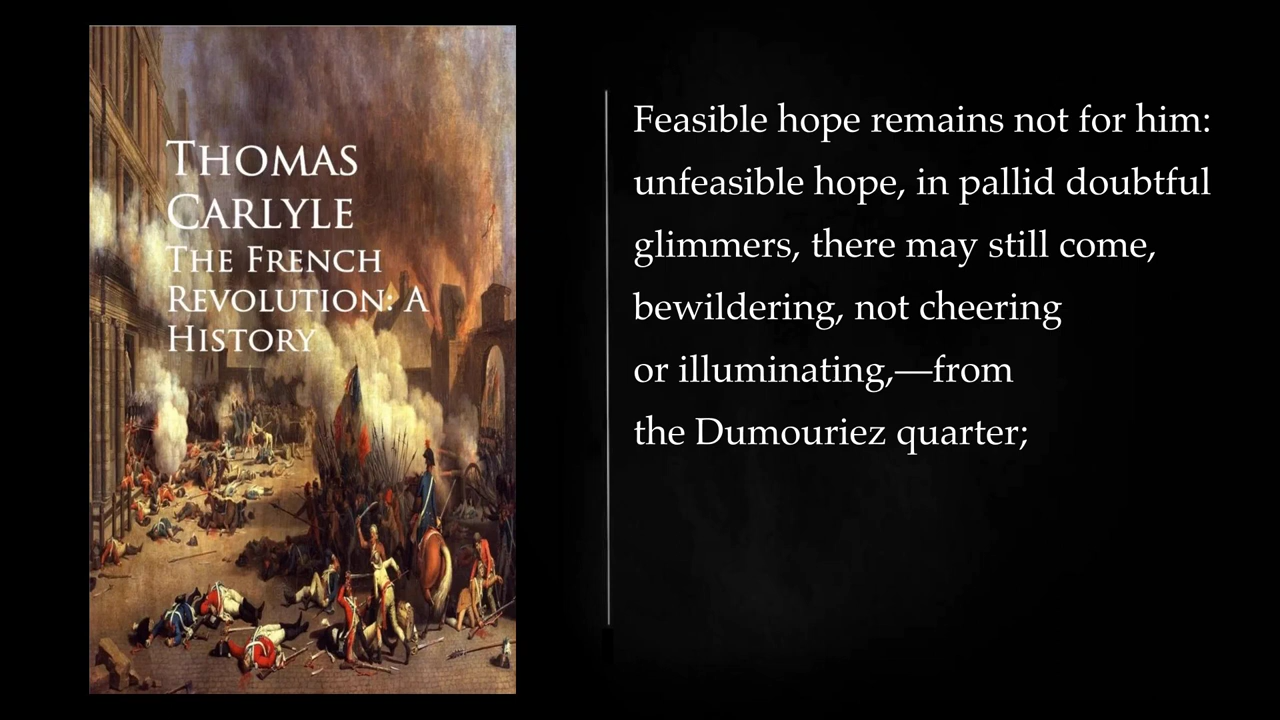 THOMAS
CARLYLE
THE FRENCH
REVOLUTION: A
HISTORY
Feasible hope remains not for him:
unfeasible hope, in pallid doubtful
glimmers, there may still come,
bewildering, not cheering
or illuminating,—from
the Dumouriez quarter;